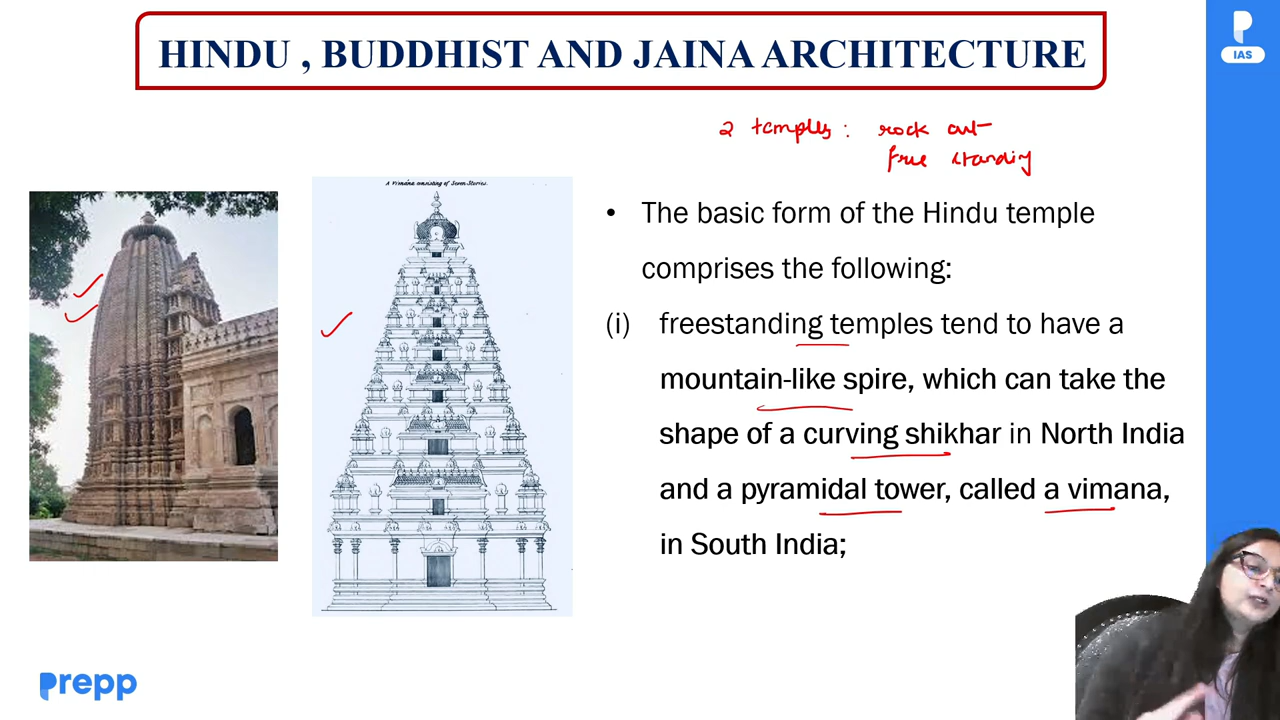 HINDU , BUDDHIST AND JAINA ARCHITECTURE
IAS
2 temples : rock cut
free standing
A Vimána consisting of Seven Stories.
• The basic form of the Hindu temple
comprises the following:
(i) freestanding temples tend to have a
mountain-like spire, which can take the
shape of a curving shikhar in North India
and a pyramidal tower, called a vimana,
in South India;
prepp